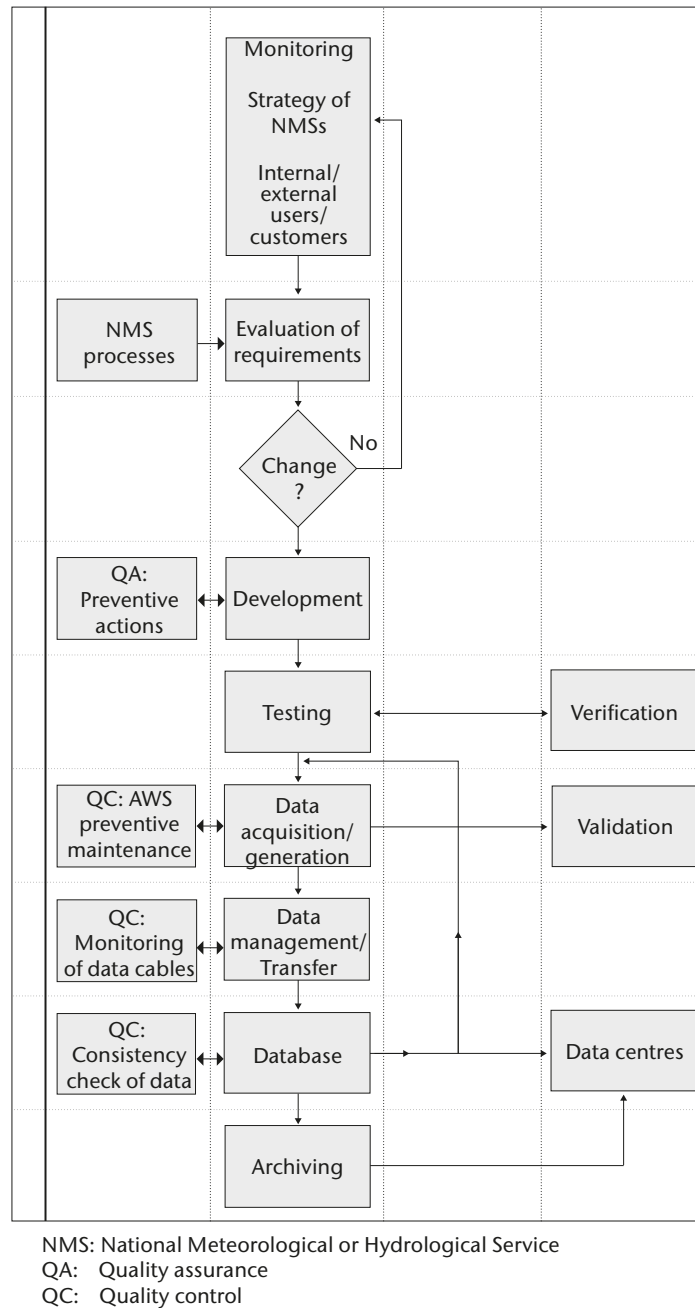 Monitoring
Strategy of
NMSs
Internal/
external
users/
customers
NMS
processes
Evaluation of
requirements
No
Change
?
QA:
Preventive
actions
Development
Testing
Verification
QC: AWS
preventive
maintenance
Data
acquisition/
generation
Validation
QC:
Monitoring
of data cables
Data
management/
Transfer
QC:
Consistency
check of data
Database
Data centres
Archiving
NMS: National Meteorological or Hydrological Service
QA: Quality assurance
QC: Quality control